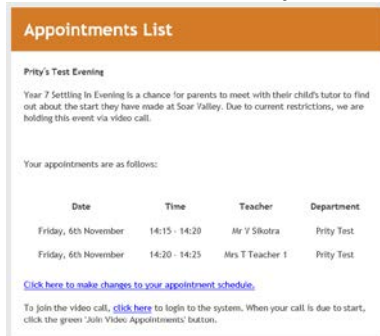 Appointments List
Prity's Test Evening
Year 7 Settling In Evening is a chance for parents to meet with their child's tutor to find
out about the start they have made at Soar Valley. Due to current restrictions, we are
holding this event via video call.
Your appointments are as follows:
Date Time Teacher Department
Friday, 6th November 14:15 - 14:20 Mr V Sikotra Prity Test
Friday, 6th November 14:20 - 14:25 Mrs T Teacher 1 Prity Test
Click here to make changes to your appointment schedule.
To join the video call, click here to login to the system. When your call is due to start,
click the green 'Join Video Appointments' button.